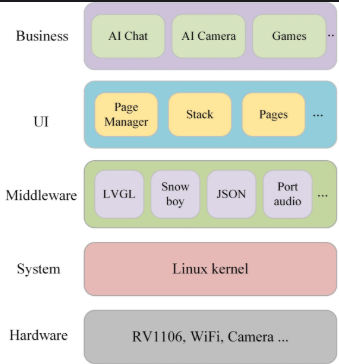 Business
AI Chat
AI Camera
Games
..
UI
Page
Manager
Stack
Pages
...
Middleware
LVGL
Snow
boy
JSON
Port
audio
...
System
Linux kernel
Hardware
RV1106, WiFi, Camera ...